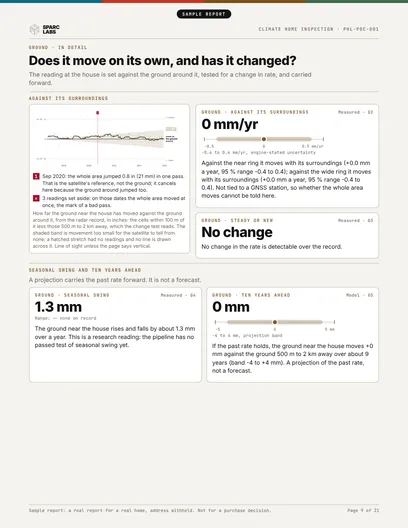 SAMPLE REPORT
SPARC
LABS
CLIMATE HOME INSPECTION · PHL-POC-001
GROUND · IN DETAIL
Does it move on its own, and has it changed?
The reading at the house is set against the ground around it, tested for a change in rate, and carried
forward.
AGAINST ITS SURROUNDINGS
1 Sep 2020: the whole area jumped 0.8 in (21 mm) in one pass.
That is the satellite's reference, not the ground; it cancels
here because the ground around jumped too.
× 3 readings set aside: on those dates the whole area moved at
once, the mark of a bad pass.
How far the ground near the house has moved against the ground
around it, from the radar record, in inches: the cells within 100 m of
it less those 500 m to 2 km away, which the change test reads. The
shaded band is movement too small for the satellite to tell from
none; a hatched stretch had no readings and no line is drawn
across it. Line of sight unless the page says vertical.
GROUND · AGAINST ITS SURROUNDINGS
Measured · G2
0 mm/yr
-0.5
0
0.5 mm/yr
-0.4 to 0.4 mm/yr, engine-stated uncertainty
Against the near ring it moves with its surroundings (+0.0 mm
a year, 95 % range -0.4 to 0.4); against the wide ring it moves
with its surroundings (+0.0 mm a year, 95 % range -0.4 to
0.4). Not tied to a GNSS station, so whether the whole area
moves cannot be told here.
GROUND · STEADY OR NEW
Measured · G3
No change
No change in the rate is detectable over the record.
SEASONAL SWING AND TEN YEARS AHEAD
A projection carries the past rate forward. It is not a forecast.
GROUND · SEASONAL SWING
Measured · G4
1.3 mm
Range: — none on record
The ground near the house rises and falls by about 1.3 mm
over a year. This is a research reading: the pipeline has no
passed test of seasonal swing yet.
GROUND · TEN YEARS AHEAD
Model · G5
0 mm
-5
0
5 mm
-4 to 4 mm, projection band
If the past rate holds, the ground near the house moves +0
mm against the ground 500 m to 2 km away over about 9
years (band -4 to +4 mm). A projection of the past rate,
not a forecast.
Sample report: a real report for a real home, address withheld. Not for a purchase decision.
Page 9 of 21